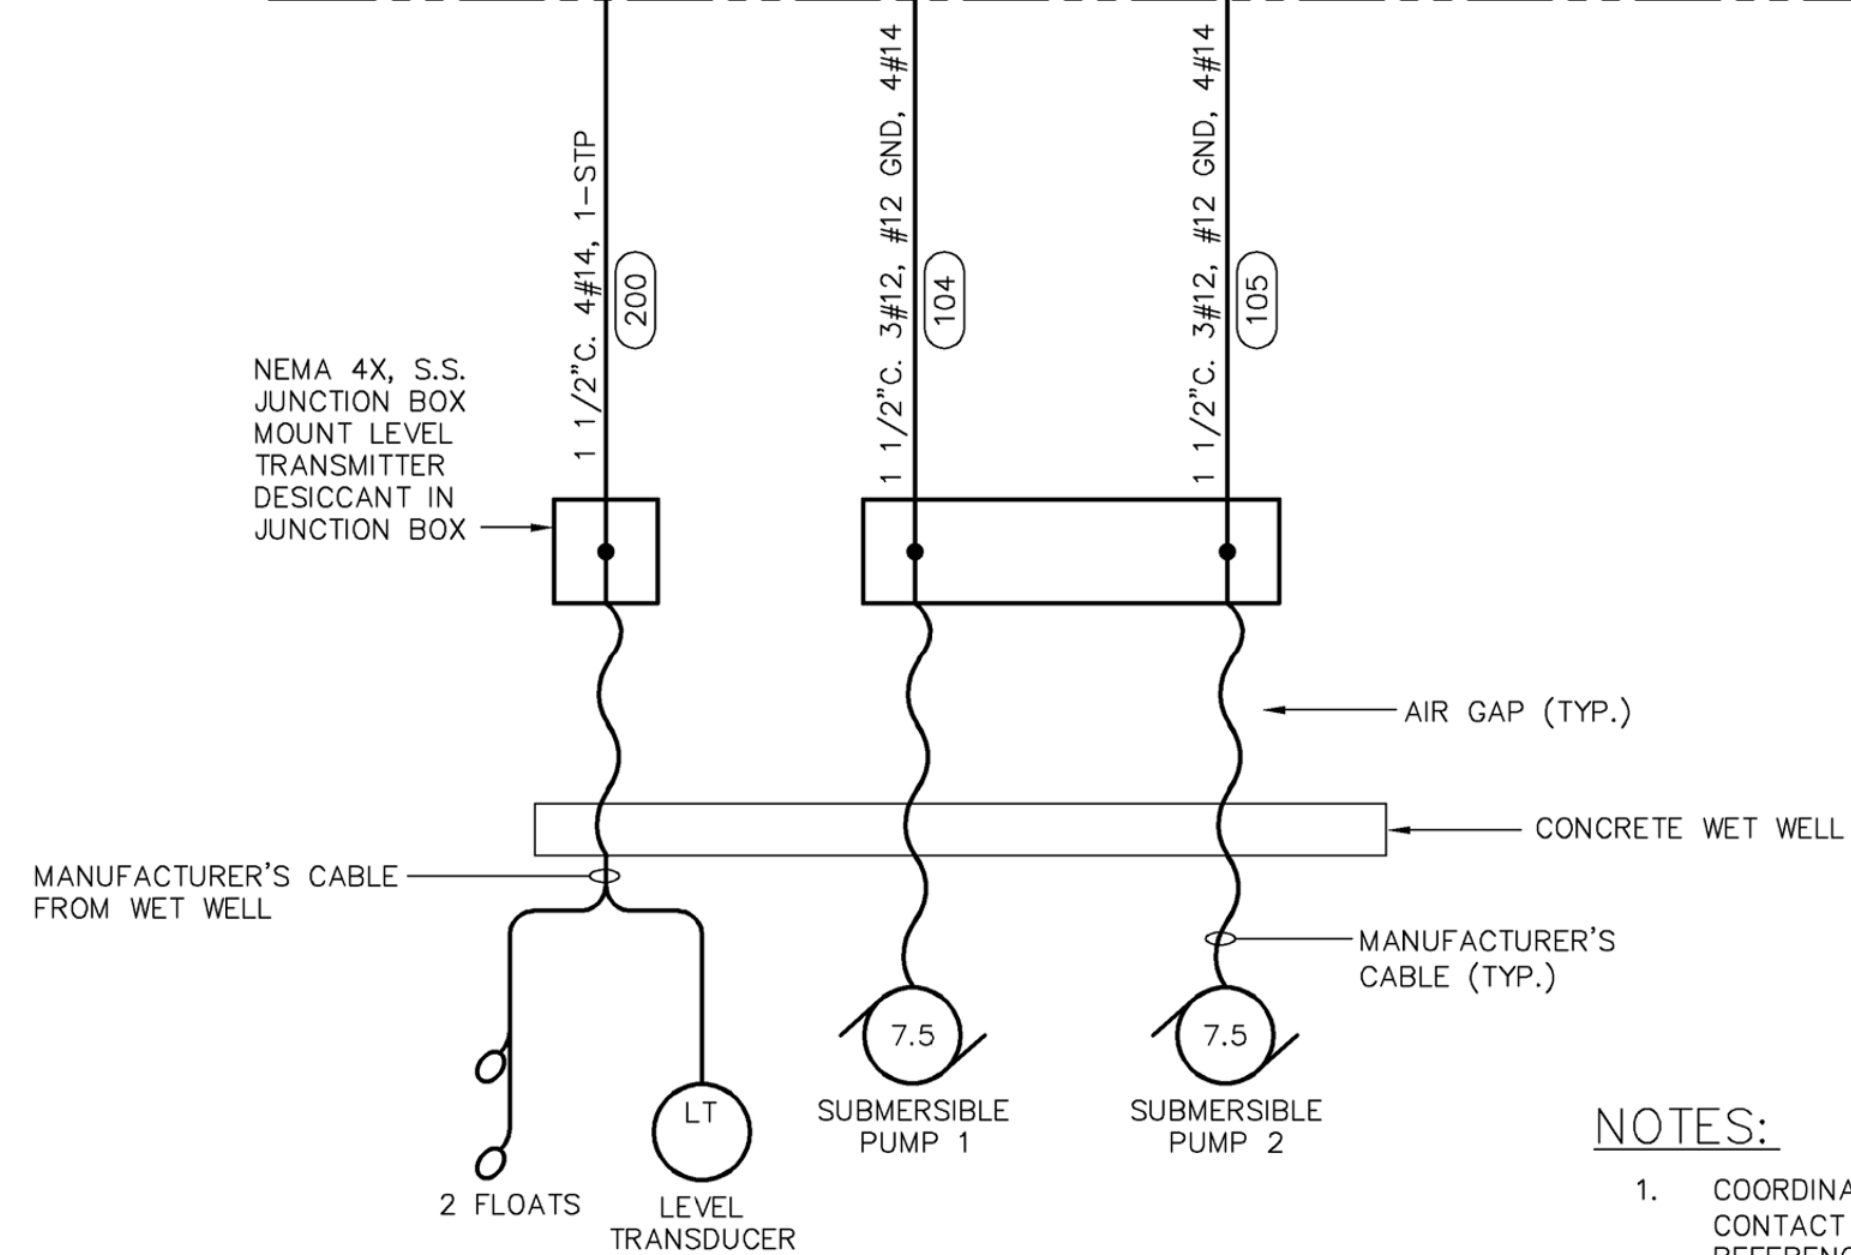 1 1/2"C. 4#14, 1-STP
200
1 1/2"C. 3#12, #12 GND, 4#14
104
1 1/2"C. 3#12, #12 GND, 4#14
105
NEMA 4X, S.S.
JUNCTION BOX
MOUNT LEVEL
TRANSMITTER
DESICCANT IN
JUNCTION BOX
AIR GAP (TYP.)
CONCRETE WET WELL
MANUFACTURER'S CABLE
FROM WET WELL
MANUFACTURER'S
CABLE (TYP.)
7.5
7.5
LT
SUBMERSIBLE
PUMP 1
SUBMERSIBLE
PUMP 2
2 FLOATS
LEVEL
TRANSDUCER
NOTES:
1. COORDINA
CONTACT